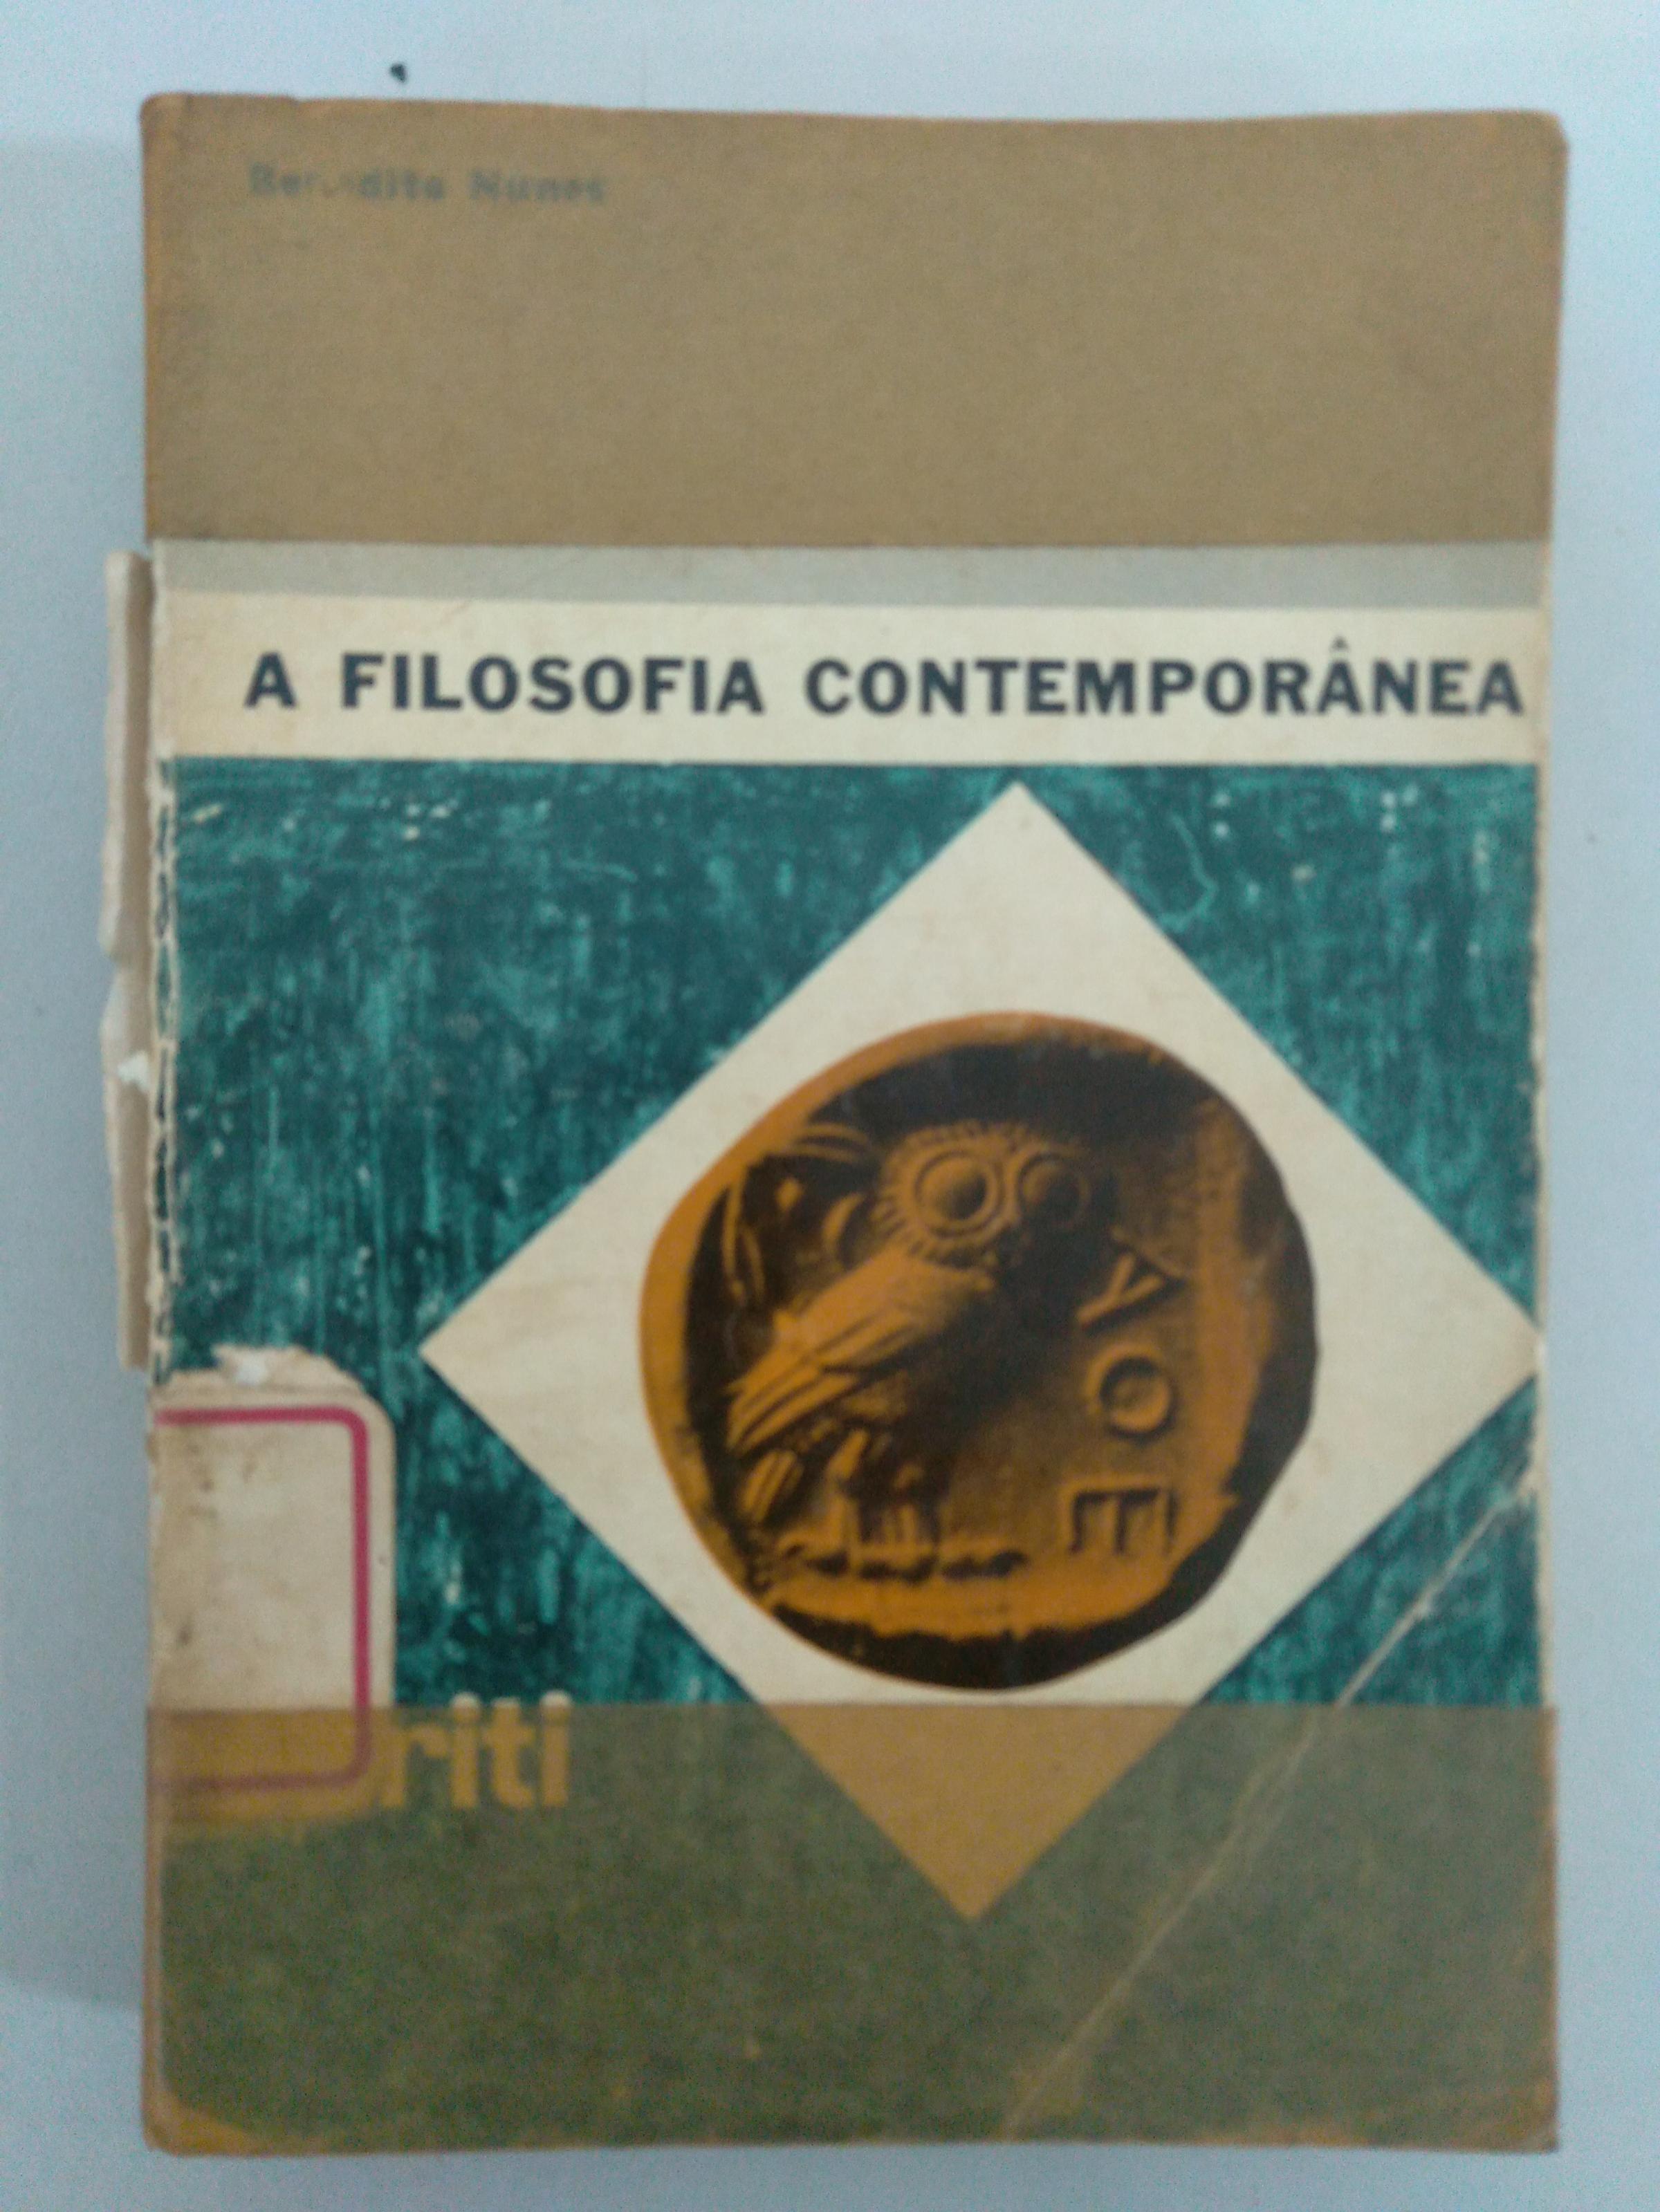 Benedito Nunes
A FILOSOFIA CONTEMPORÂNEA
ΑΘΕ
riti